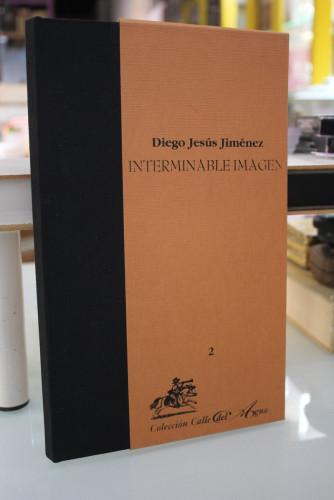 Diego Jesús Jiménez
INTERMINABLE IMAGEN
2
Colección Calle del Agua